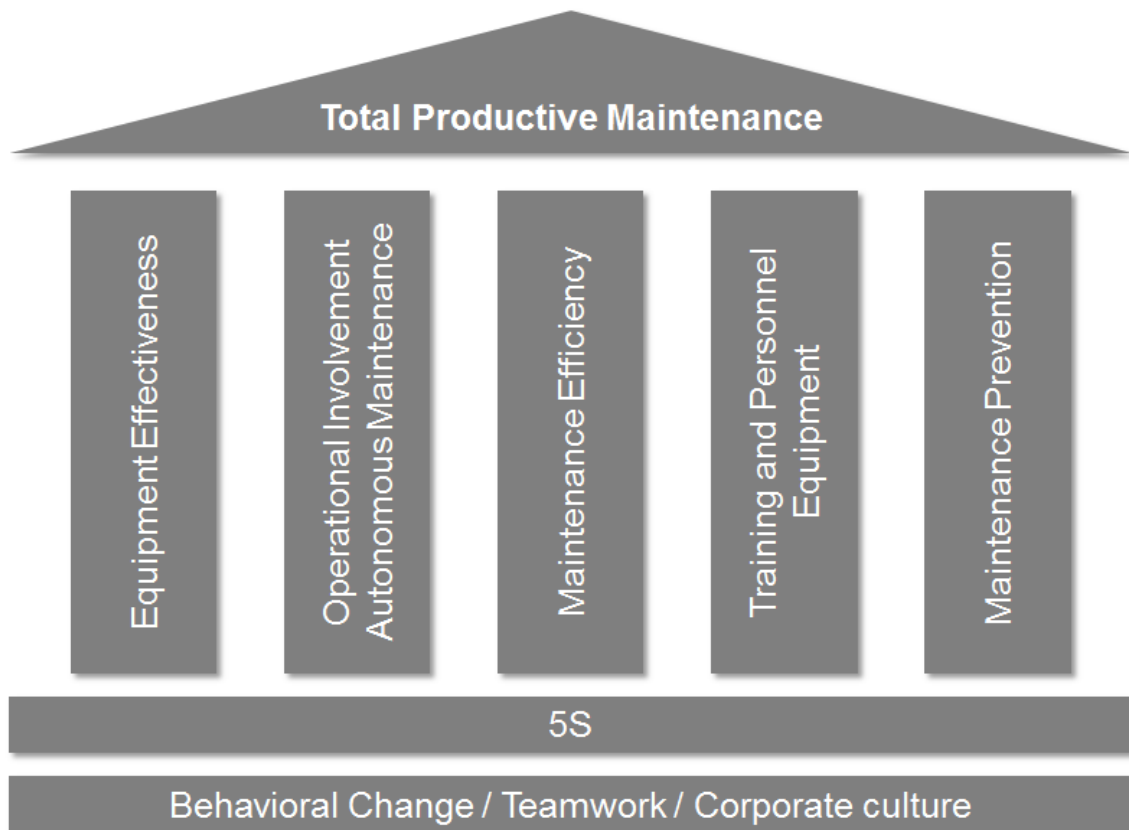 Total Productive Maintenance
Equipment Effectiveness
Operational Involvement
Autonomous Maintenance
Maintenance Efficiency
Training and Personnel
Equipment
Maintenance Prevention
5S
Behavioral Change / Teamwork / Corporate culture